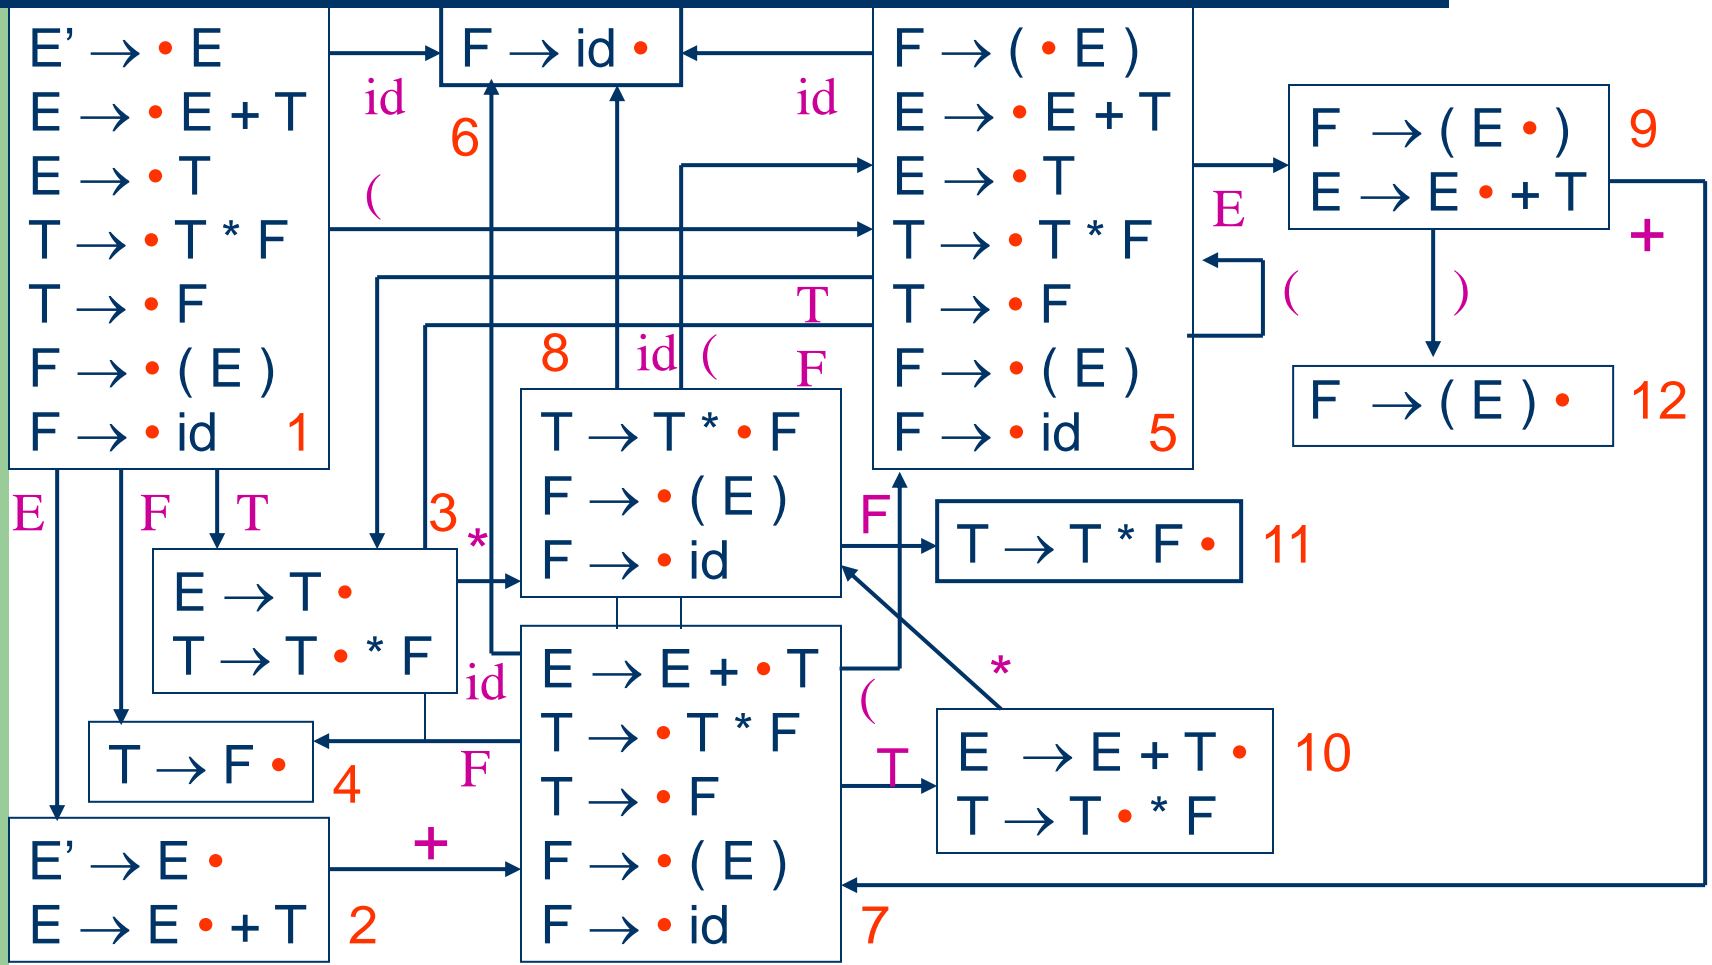 E’ → • E
E → • E + T
E → • T
T → • T * F
T → • F
F → • ( E )
F → • id
1
id
(
F → id •
6
id
F → ( • E )
E → • E + T
E → • T
T → • T * F
T → • F
F → • ( E )
F → • id
5
E
(
F → ( E • )
E → E • + T
9
+
)
F → ( E ) •
12
T
F
8
id (
T → T * • F
F → • ( E )
F → • id
E
F
T
3
*
E → T •
T → T • * F
F
T → T * F •
11
id
F
T → F •
4
E → E + • T
T → • T * F
T → • F
F → • ( E )
F → • id
7
(
T
*
E → E + T •
T → T • * F
10
E’ → E •
E → E • + T
2
+